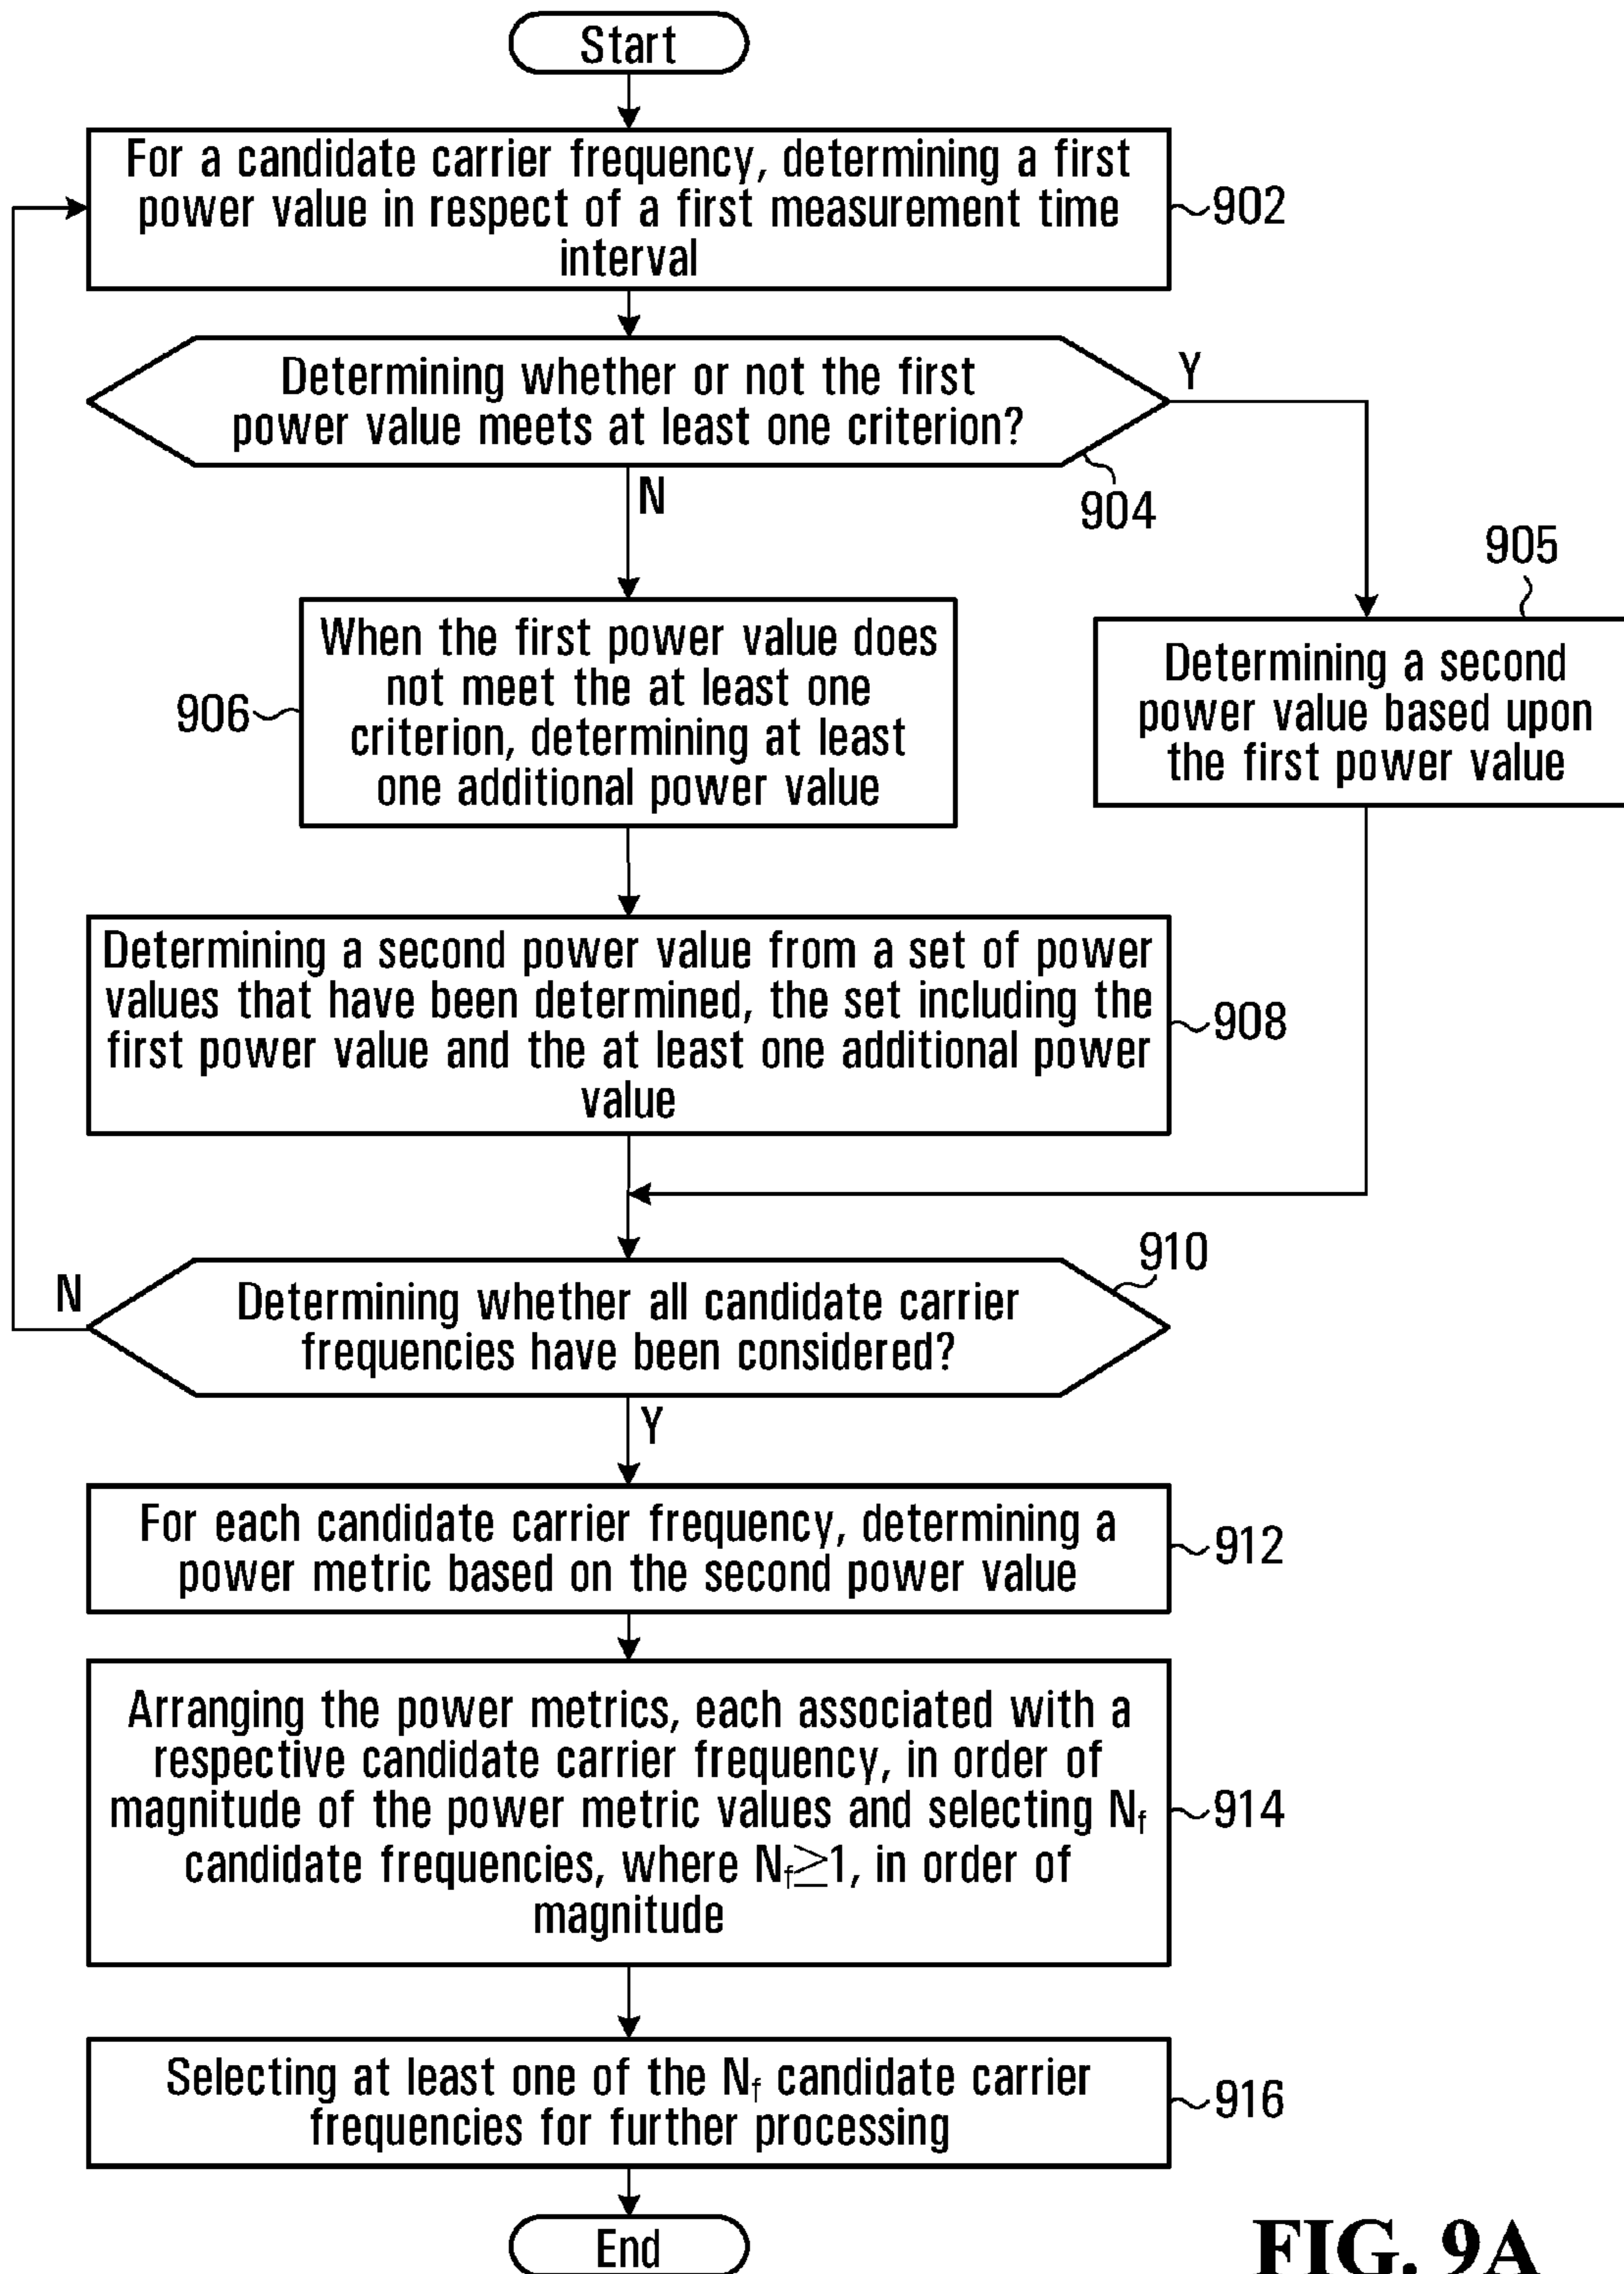 Start
For a candidate carrier frequency, determining a first
power value in respect of a first measurement time
interval
902
Determining whether or not the first
power value meets at least one criterion?
Y
904
N
905
When the first power value does
not meet the at least one
criterion, determining at least
one additional power value
906
Determining a second
power value based upon
the first power value
Determining a second power value from a set of power
values that have been determined, the set including the
first power value and the at least one additional power
value
908
910
N
Determining whether all candidate carrier
frequencies have been considered?
Y
For each candidate carrier frequency, determining a
power metric based on the second power value
912
Arranging the power metrics, each associated with a
respective candidate carrier frequency, in order of
magnitude of the power metric values and selecting Nf
candidate frequencies, where Nf≥1, in order of
magnitude
914
Selecting at least one of the Nf candidate carrier
frequencies for further processing
916
End
FIG. 9A